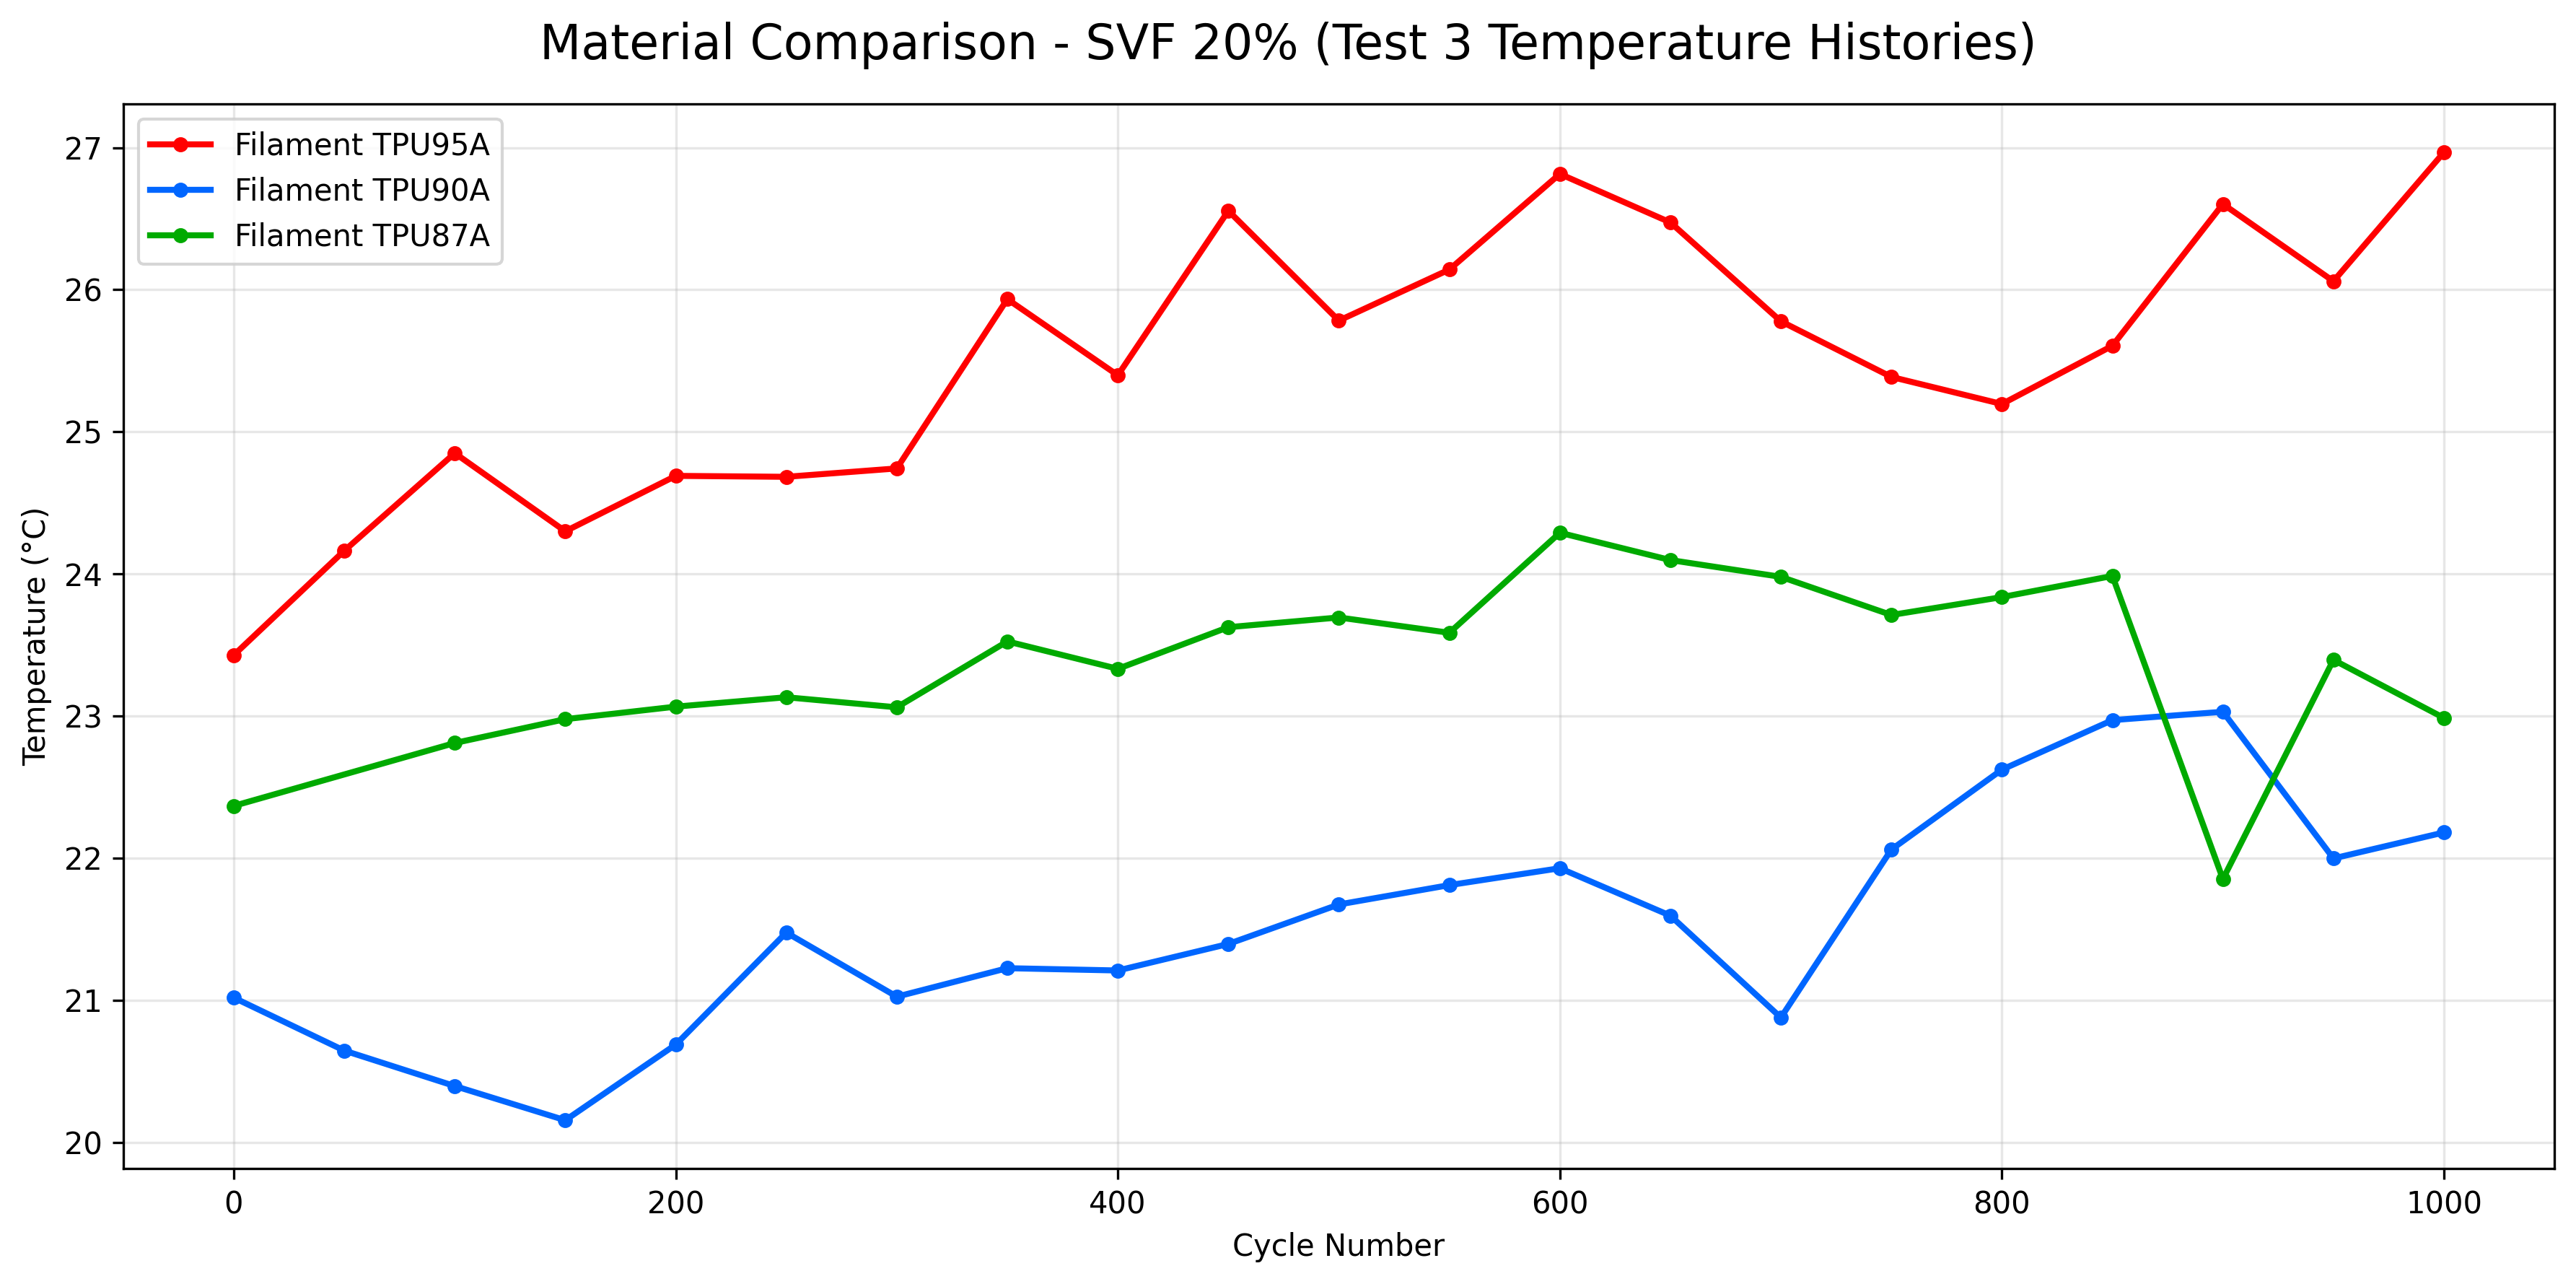 Material Comparison - SVF 20% (Test 3 Temperature Histories)
Filament TPU95A
Filament TPU90A
Filament TPU87A
Temperature (°C)
27
26
25
24
23
22
21
20
0 200 400 600 800 1000
Cycle Number